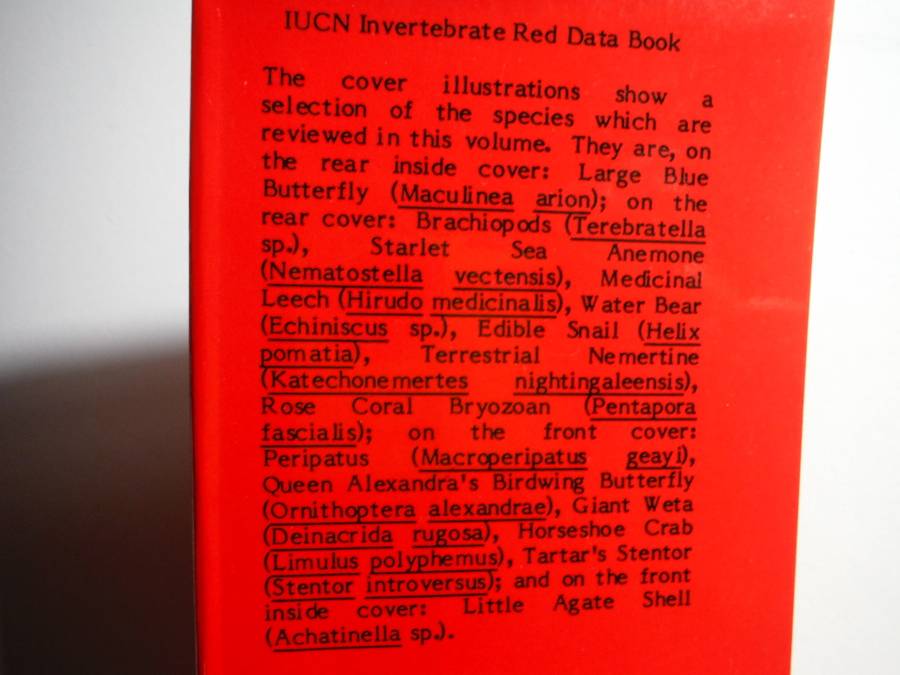 IUCN Invertebrate Red Data Book
The cover illustrations show a
selection of the species which are
reviewed in this volume. They are, on
the rear inside cover: Large Blue
Butterfly (Maculinea arion); on the
rear cover: Brachiopods (Terebratella
sp.), Starlet Sea Anemone
(Nematostella vectensis), Medicinal
Leech (Hirudo medicinalis), Water Bear
(Echiniscus sp.), Edible Snail (Helix
pomatia), Terrestrial Nemertine
(Katechonemertes nightingaleensis),
Rose Coral Bryozoan (Pentapora
fascialis); on the front cover:
Peripatus (Macroperipatus geayi),
Queen Alexandra's Birdwing Butterfly
(Ornithoptera alexandrae), Giant Weta
(Deinacrida rugosa), Horseshoe Crab
(Limulus polyphemus), Tartar's Stentor
(Stentor introversus); and on the front
inside cover: Little Agate Shell
(Achatinella sp.).